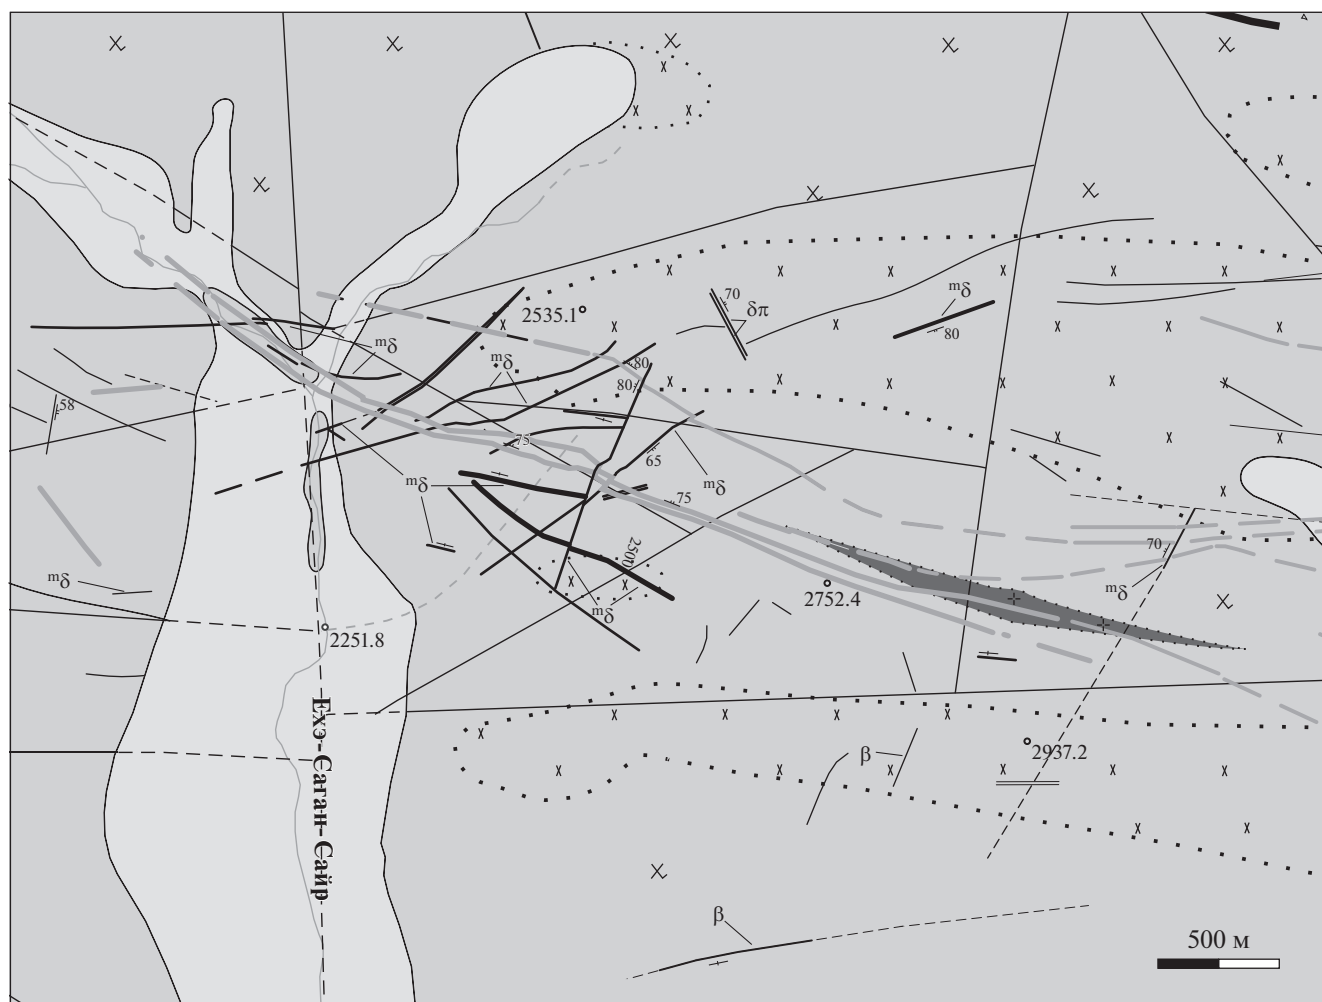 70
δπ
mδ
80
2535.1
mδ
mδ
80
80
58
75
65
mδ
mδ
75
2500
70
mδ
mδ
mδ
2752.4
2251.8
Ехэ-Саган-Сайр
β
2937.2
β
500 м